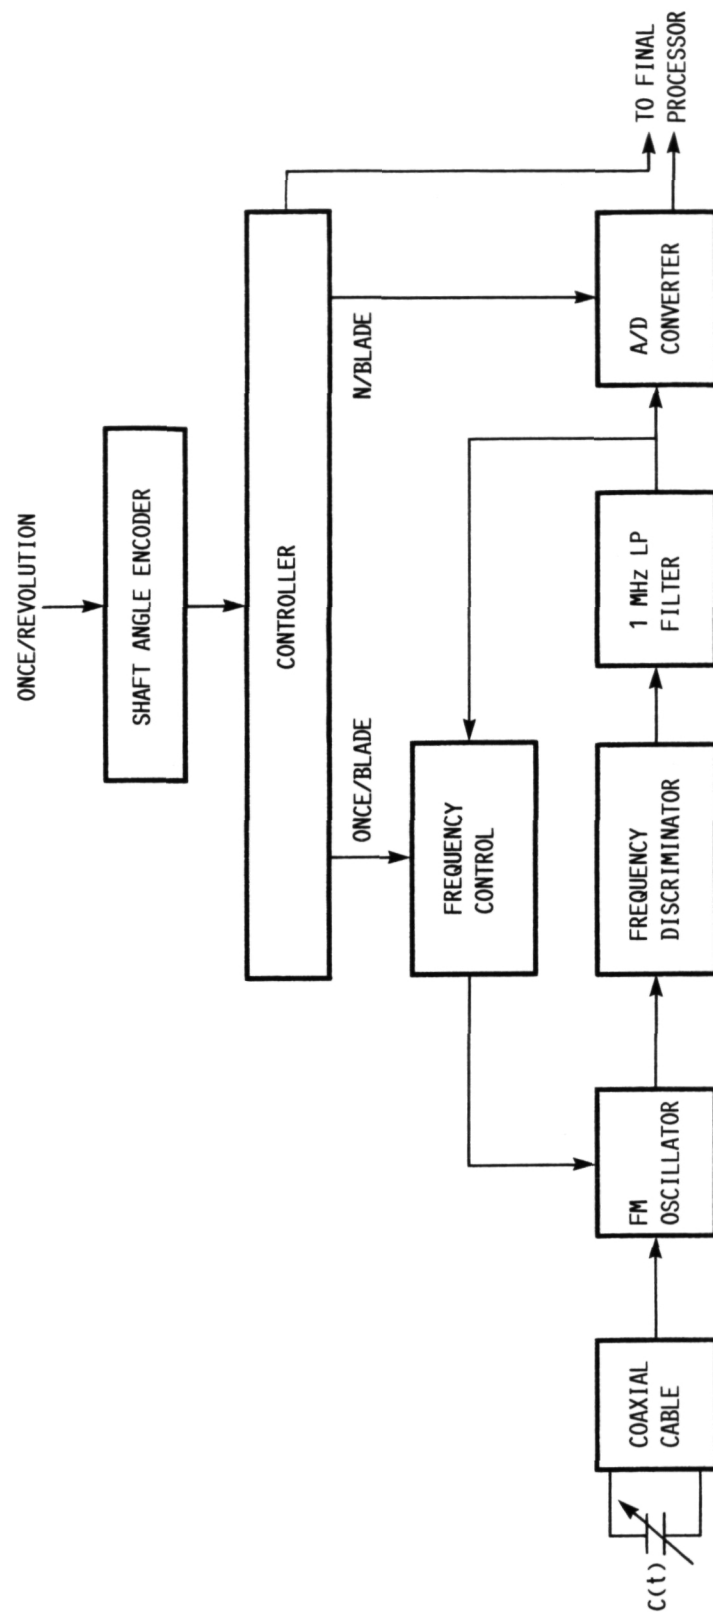 ONCE/REVOLUTION
SHAFT ANGLE ENCODER
CONTROLLER
ONCE/BLADE
N/BLADE
FREQUENCY
CONTROL
TO FINAL
PROCESSOR
C(t)
COAXIAL
CABLE
FM
OSCILLATOR
FREQUENCY
DISCRIMINATOR
1 MHz LP
FILTER
A/D
CONVERTER